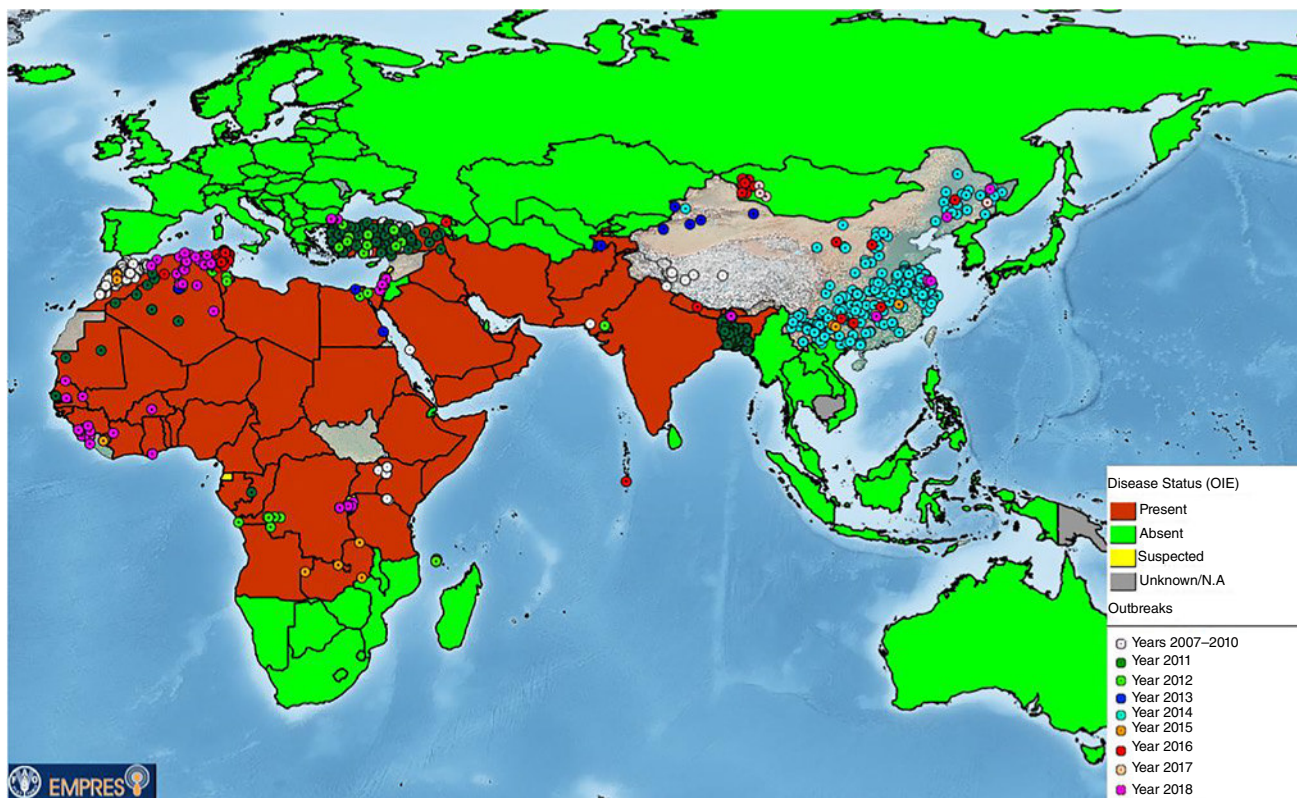 Disease Status (OIE)
Present
Absent
Suspected
Unknown/N.A
Outbreaks
Years 2007–2010
Year 2011
Year 2012
Year 2013
Year 2014
Year 2015
Year 2016
Year 2017
Year 2018
EMPRES